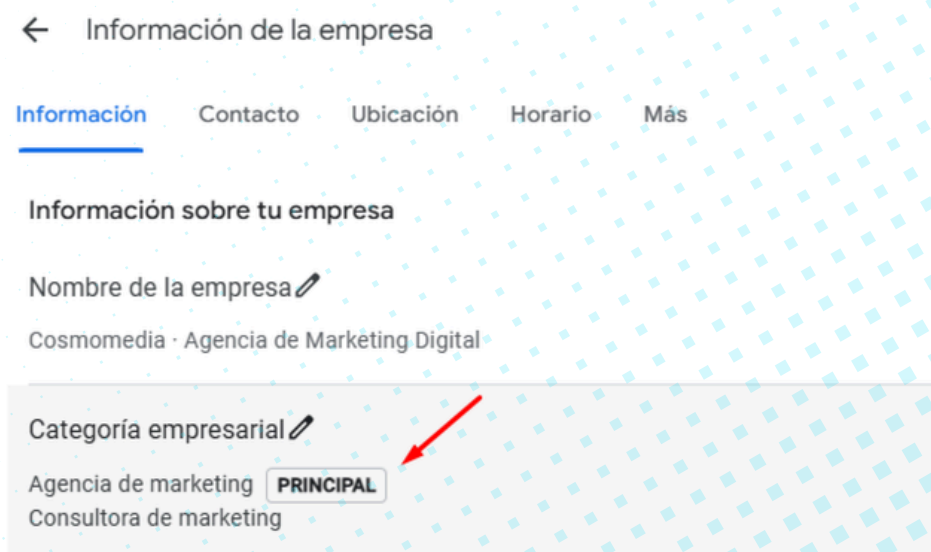 Información de la empresa
Información Contacto Ubicación Horario Más
Información sobre tu empresa
Nombre de la empresa
Cosmomedia · Agencia de Marketing Digital
Categoría empresarial
Agencia de marketing PRINCIPAL
Consultora de marketing